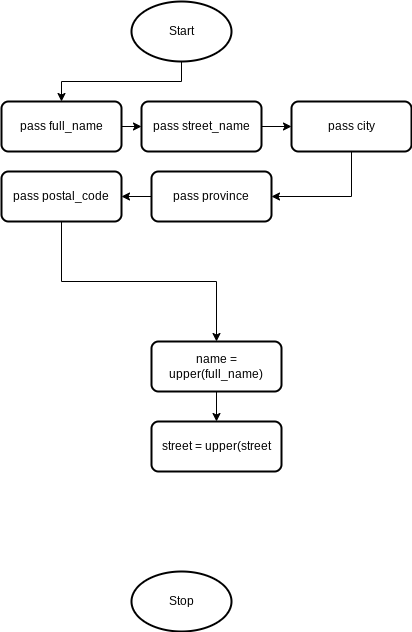 Start
pass full_name
pass street_name
pass city
pass province
pass postal_code
name =
upper(full_name)
street = upper(street
Stop